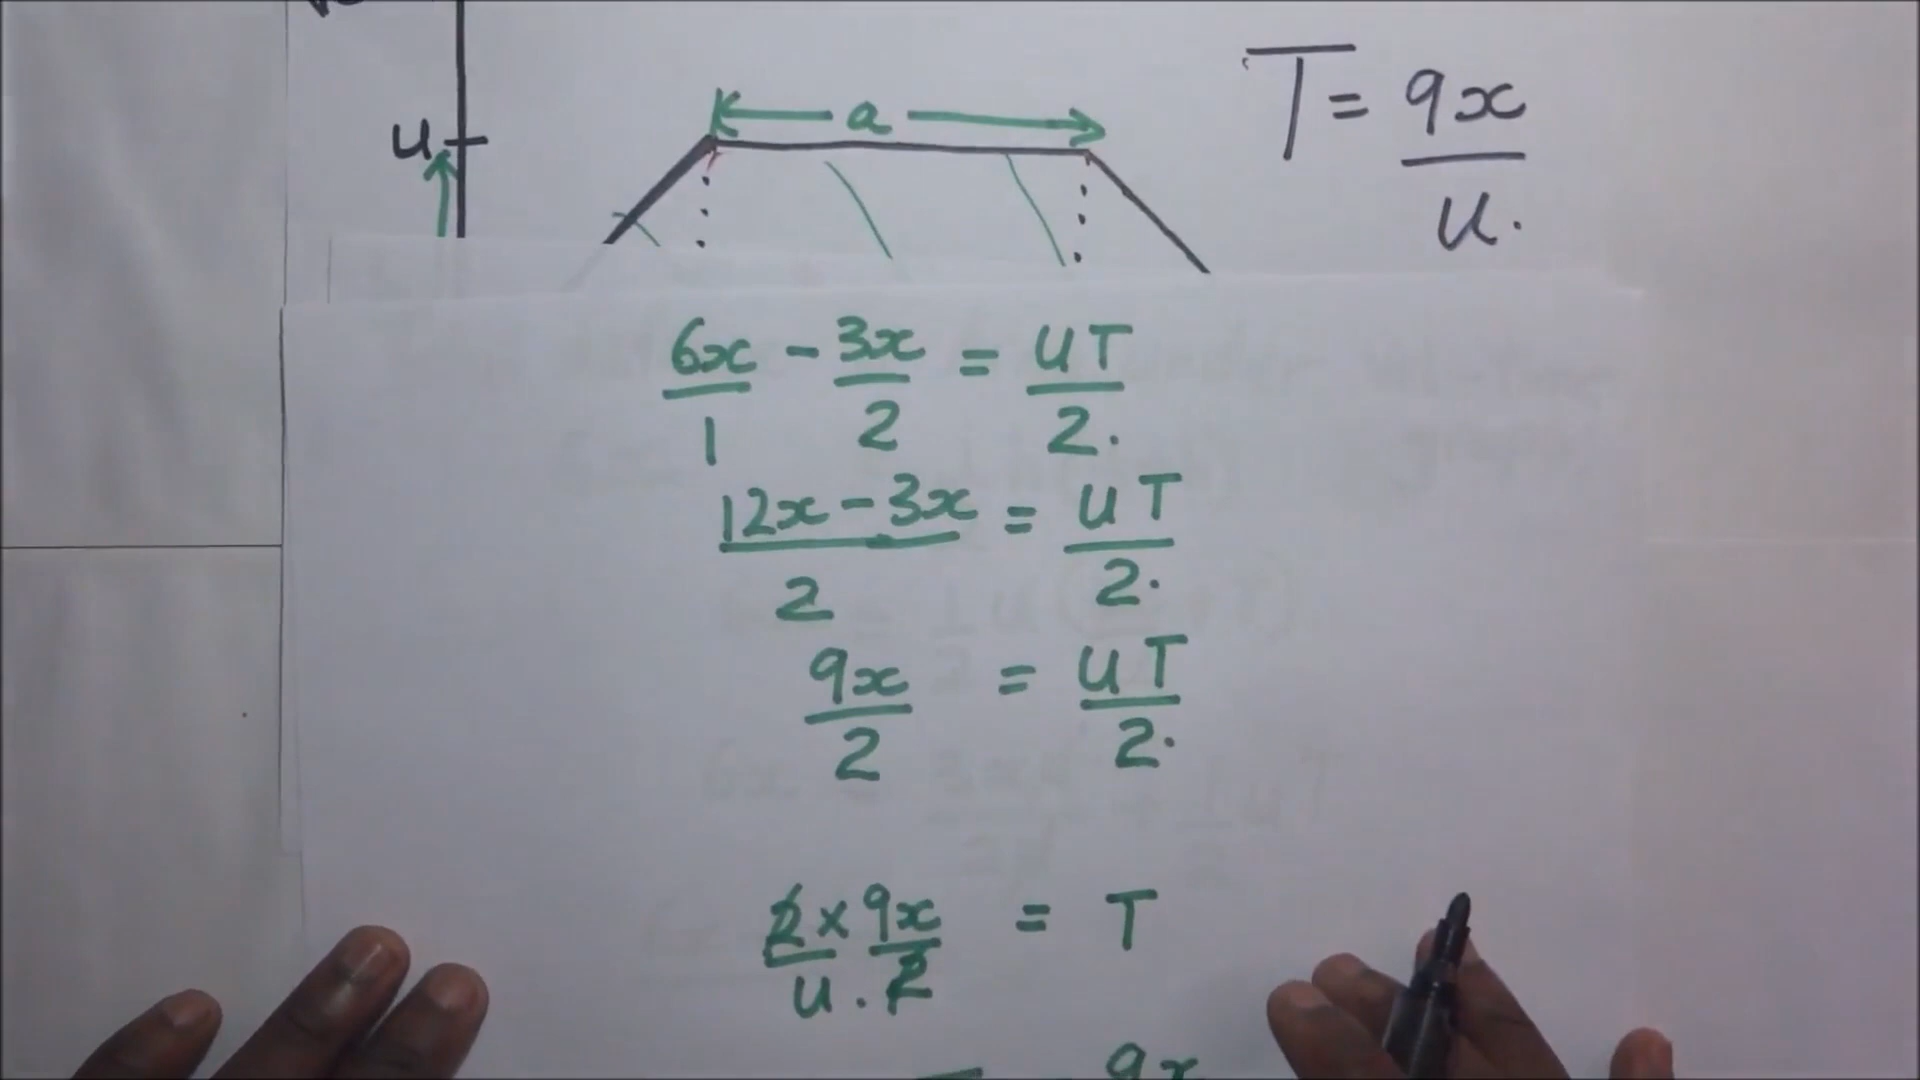 a
u
T = 9x/u.
6x/1 - 3x/2 = uT/2.
12x - 3x/2 = uT/2.
9x/2 = uT/2.
2 x 9x/u . 2 = T
9x